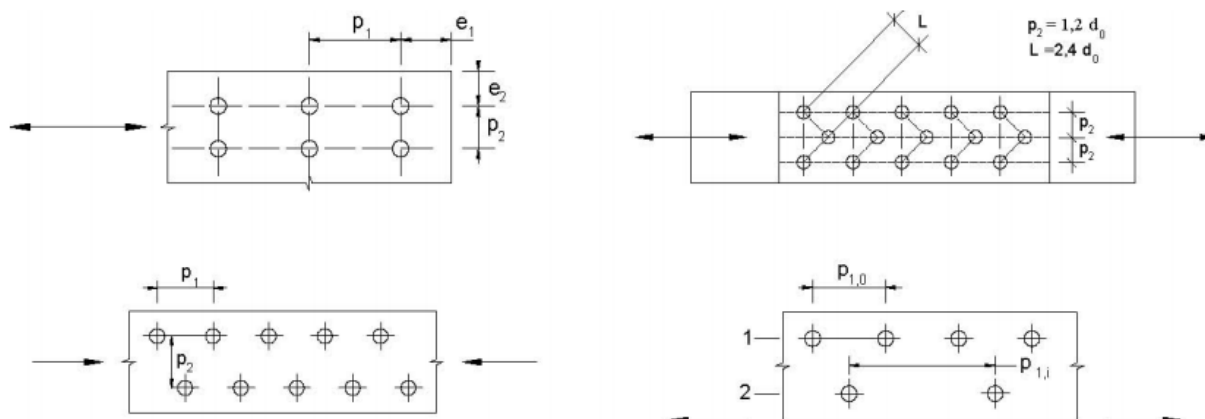 p₁
e₁
e₂
p₂
L
p₂ = 1,2 d₀
L =2,4 d₀
p₂
p₂
p₁
p₂
p₁,₀
1
p₁,ᵢ
2